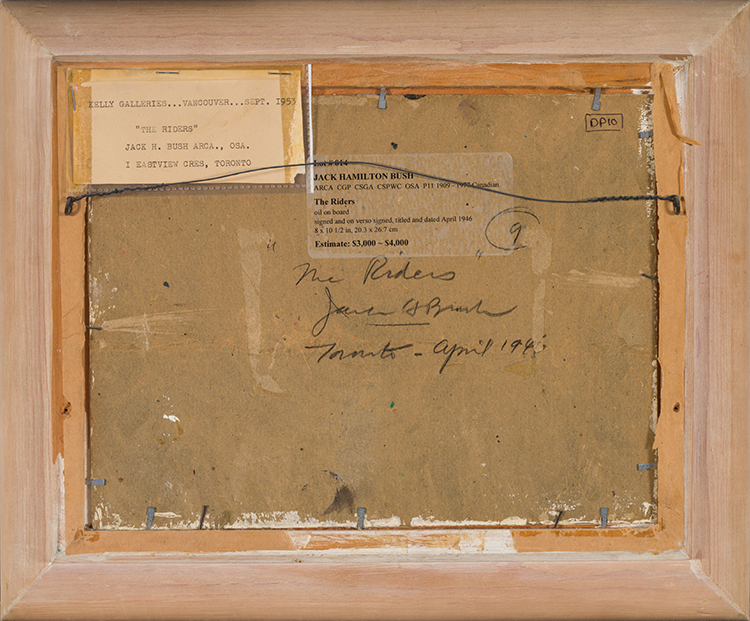 KELLY GALLERIES...VANCOUVER...SEPT. 1953
"THE RIDERS"
JACK H. BUSH ARCA., OSA.
I EASTVIEW CRES, TORONTO
DP10
Lot # 014
JACK HAMILTON BUSH
ARCA CGP CSGA CSPWC OSA P11 1909 - 1977 Canadian
The Riders
oil on board
signed and on verso signed, titled and dated April 1946
8 x 10 1/2 in, 20.3 x 26.7 cm
Estimate: $3,000 ~ $4,000
9
"The Riders"
Jack H Bush
Toronto - April 1946